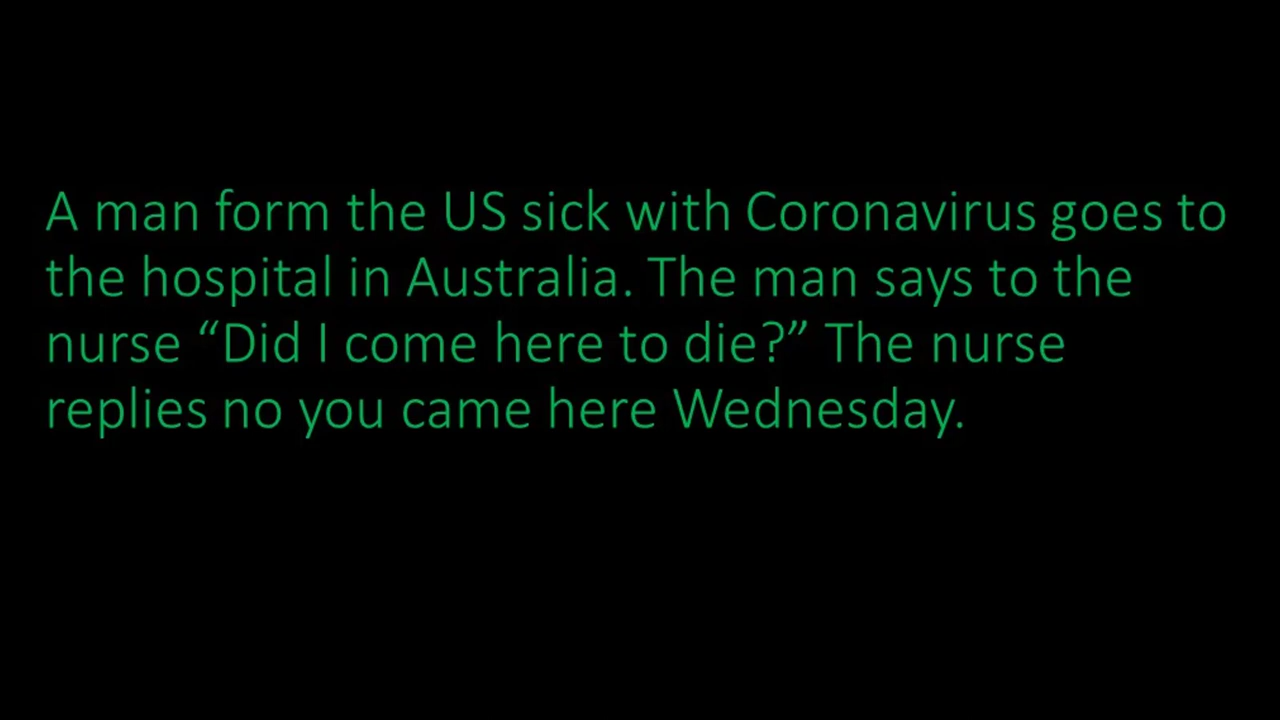 A man form the US sick with Coronavirus goes to
the hospital in Australia. The man says to the
nurse “Did I come here to die?” The nurse
replies no you came here Wednesday.